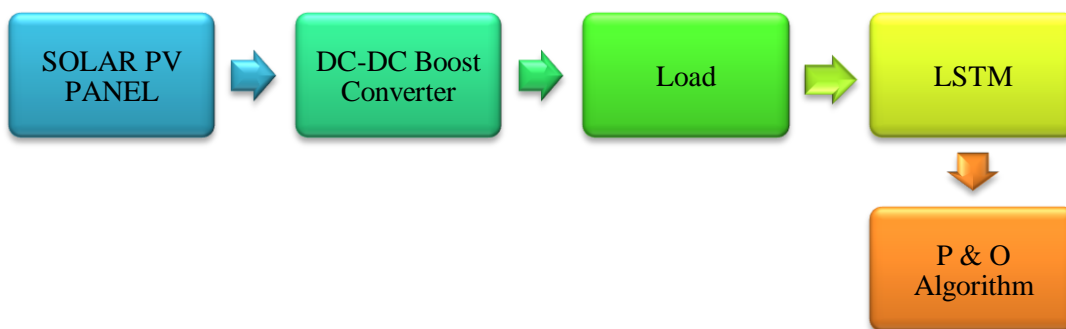 SOLAR PV
PANEL
DC-DC Boost
Converter
Load
LSTM
P & O
Algorithm